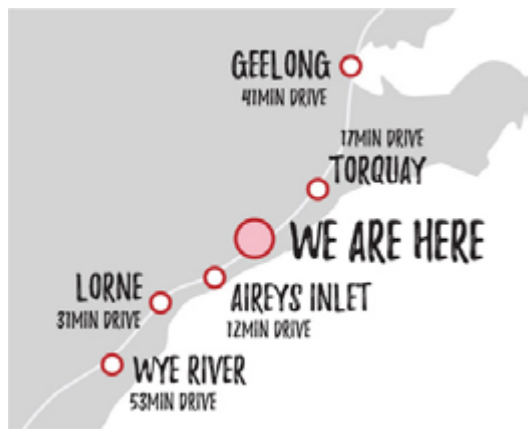 GEELONG
41MIN DRIVE
17MIN DRIVE
TORQUAY
WE ARE HERE
LORNE
31MIN DRIVE
AIREYS INLET
12MIN DRIVE
WYE RIVER
53MIN DRIVE